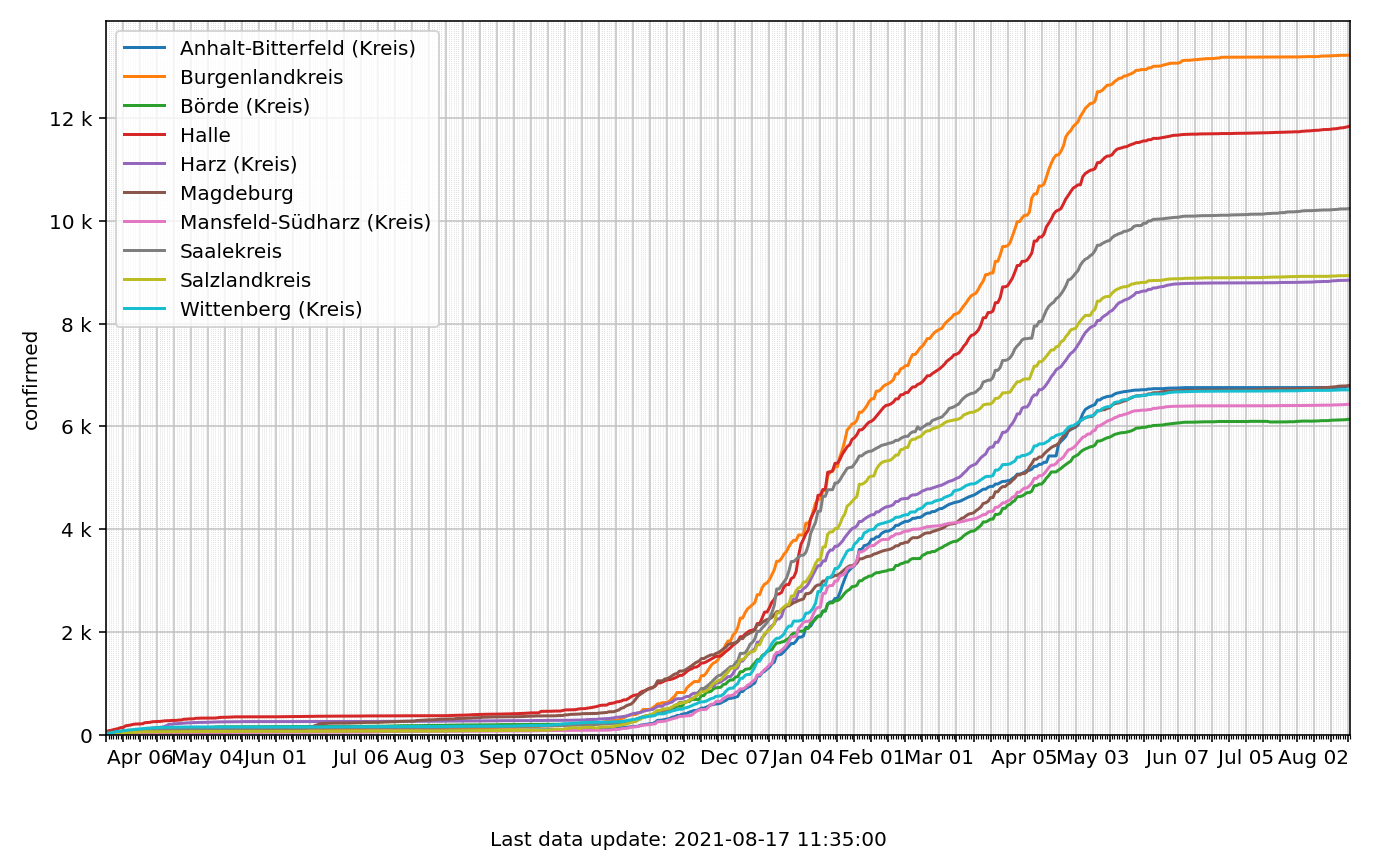 Anhalt-Bitterfeld (Kreis)
Burgenlandkreis
Börde (Kreis)
Halle
Harz (Kreis)
Magdeburg
Mansfeld-Südharz (Kreis)
Saalekreis
Salzlandkreis
Wittenberg (Kreis)
confirmed
12 k
10 k
8 k
6 k
4 k
2 k
0
Apr 06 May 04 Jun 01 Jul 06 Aug 03 Sep 07 Oct 05 Nov 02 Dec 07 Jan 04 Feb 01 Mar 01 Apr 05 May 03 Jun 07 Jul 05 Aug 02
Last data update: 2021-08-17 11:35:00